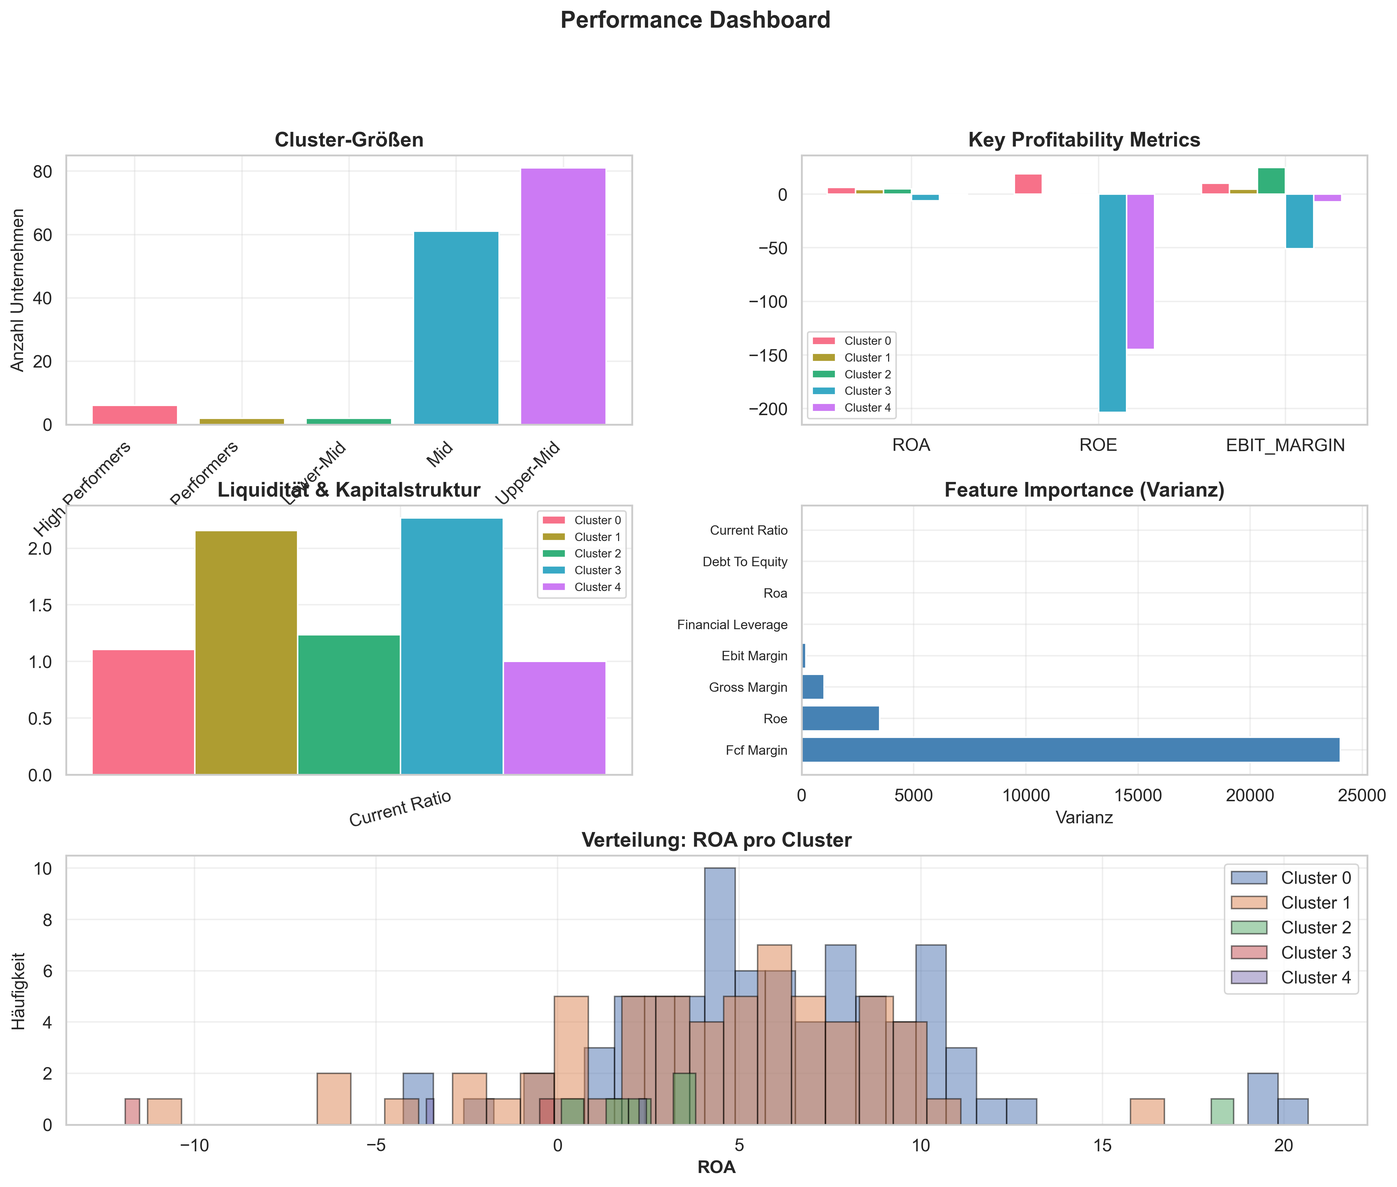 Performance Dashboard
Cluster-Größen
Anzahl Unternehmen
80
60
40
20
0
High Performers
Performers
Lower-Mid
Mid
Upper-Mid
Key Profitability Metrics
0
−50
−100
−150
−200
Cluster 0
Cluster 1
Cluster 2
Cluster 3
Cluster 4
ROA
ROE
EBIT_MARGIN
Liquidität & Kapitalstruktur
2.0
1.5
1.0
0.5
0.0
Cluster 0
Cluster 1
Cluster 2
Cluster 3
Cluster 4
Current Ratio
Feature Importance (Varianz)
Current Ratio
Debt To Equity
Roa
Financial Leverage
Ebit Margin
Gross Margin
Roe
Fcf Margin
0 5000 10000 15000 20000 25000
Varianz
Verteilung: ROA pro Cluster
Häufigkeit
10
8
6
4
2
0
Cluster 0
Cluster 1
Cluster 2
Cluster 3
Cluster 4
−10 −5 0 5 10 15 20
ROA